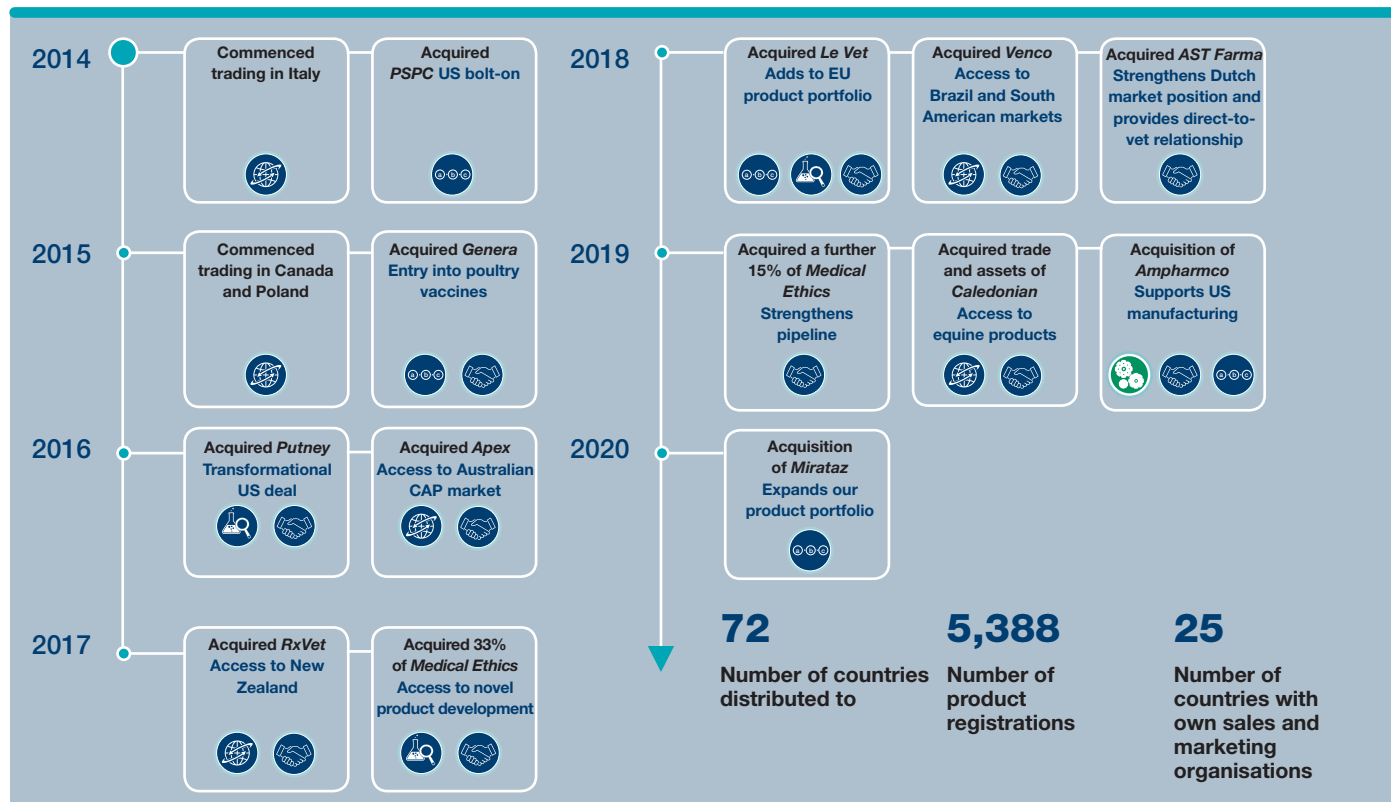 2014
Commenced
trading in Italy
Acquired
PSPC US bolt-on
a b c
2015
Commenced
trading in Canada
and Poland
Acquired Genera
Entry into poultry
vaccines
a b c
2016
Acquired Putney
Transformational
US deal
Acquired Apex
Access to Australian
CAP market
2017
Acquired RxVet
Access to New
Zealand
Acquired 33%
of Medical Ethics
Access to novel
product development
2018
Acquired Le Vet
Adds to EU
product portfolio
a b c
Acquired Venco
Access to
Brazil and South
American markets
Acquired AST Farma
Strengthens Dutch
market position and
provides direct-to-
vet relationship
2019
Acquired a further
15% of Medical
Ethics
Strengthens
pipeline
Acquired trade
and assets of
Caledonian
Access to
equine products
Acquisition of
Ampharmco
Supports US
manufacturing
a b c
2020
Acquisition
of Mirataz
Expands our
product portfolio
a b c
72
Number of countries
distributed to
5,388
Number of
product
registrations
25
Number of
countries with
own sales and
marketing
organisations